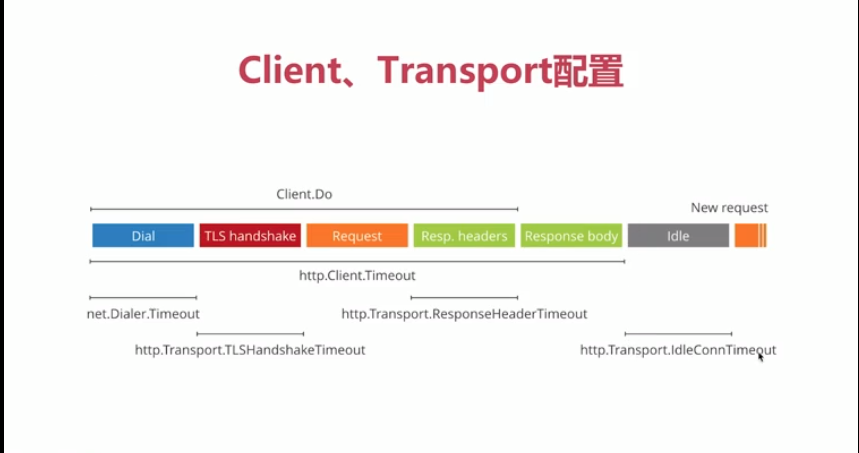 Client、Transport配置
Client.Do
New request
Dial TLS handshake Request Resp. headers Response body Idle
http.Client.Timeout
net.Dialer.Timeout http.Transport.ResponseHeaderTimeout
http.Transport.TLSHandshakeTimeout http.Transport.IdleConnTimeout